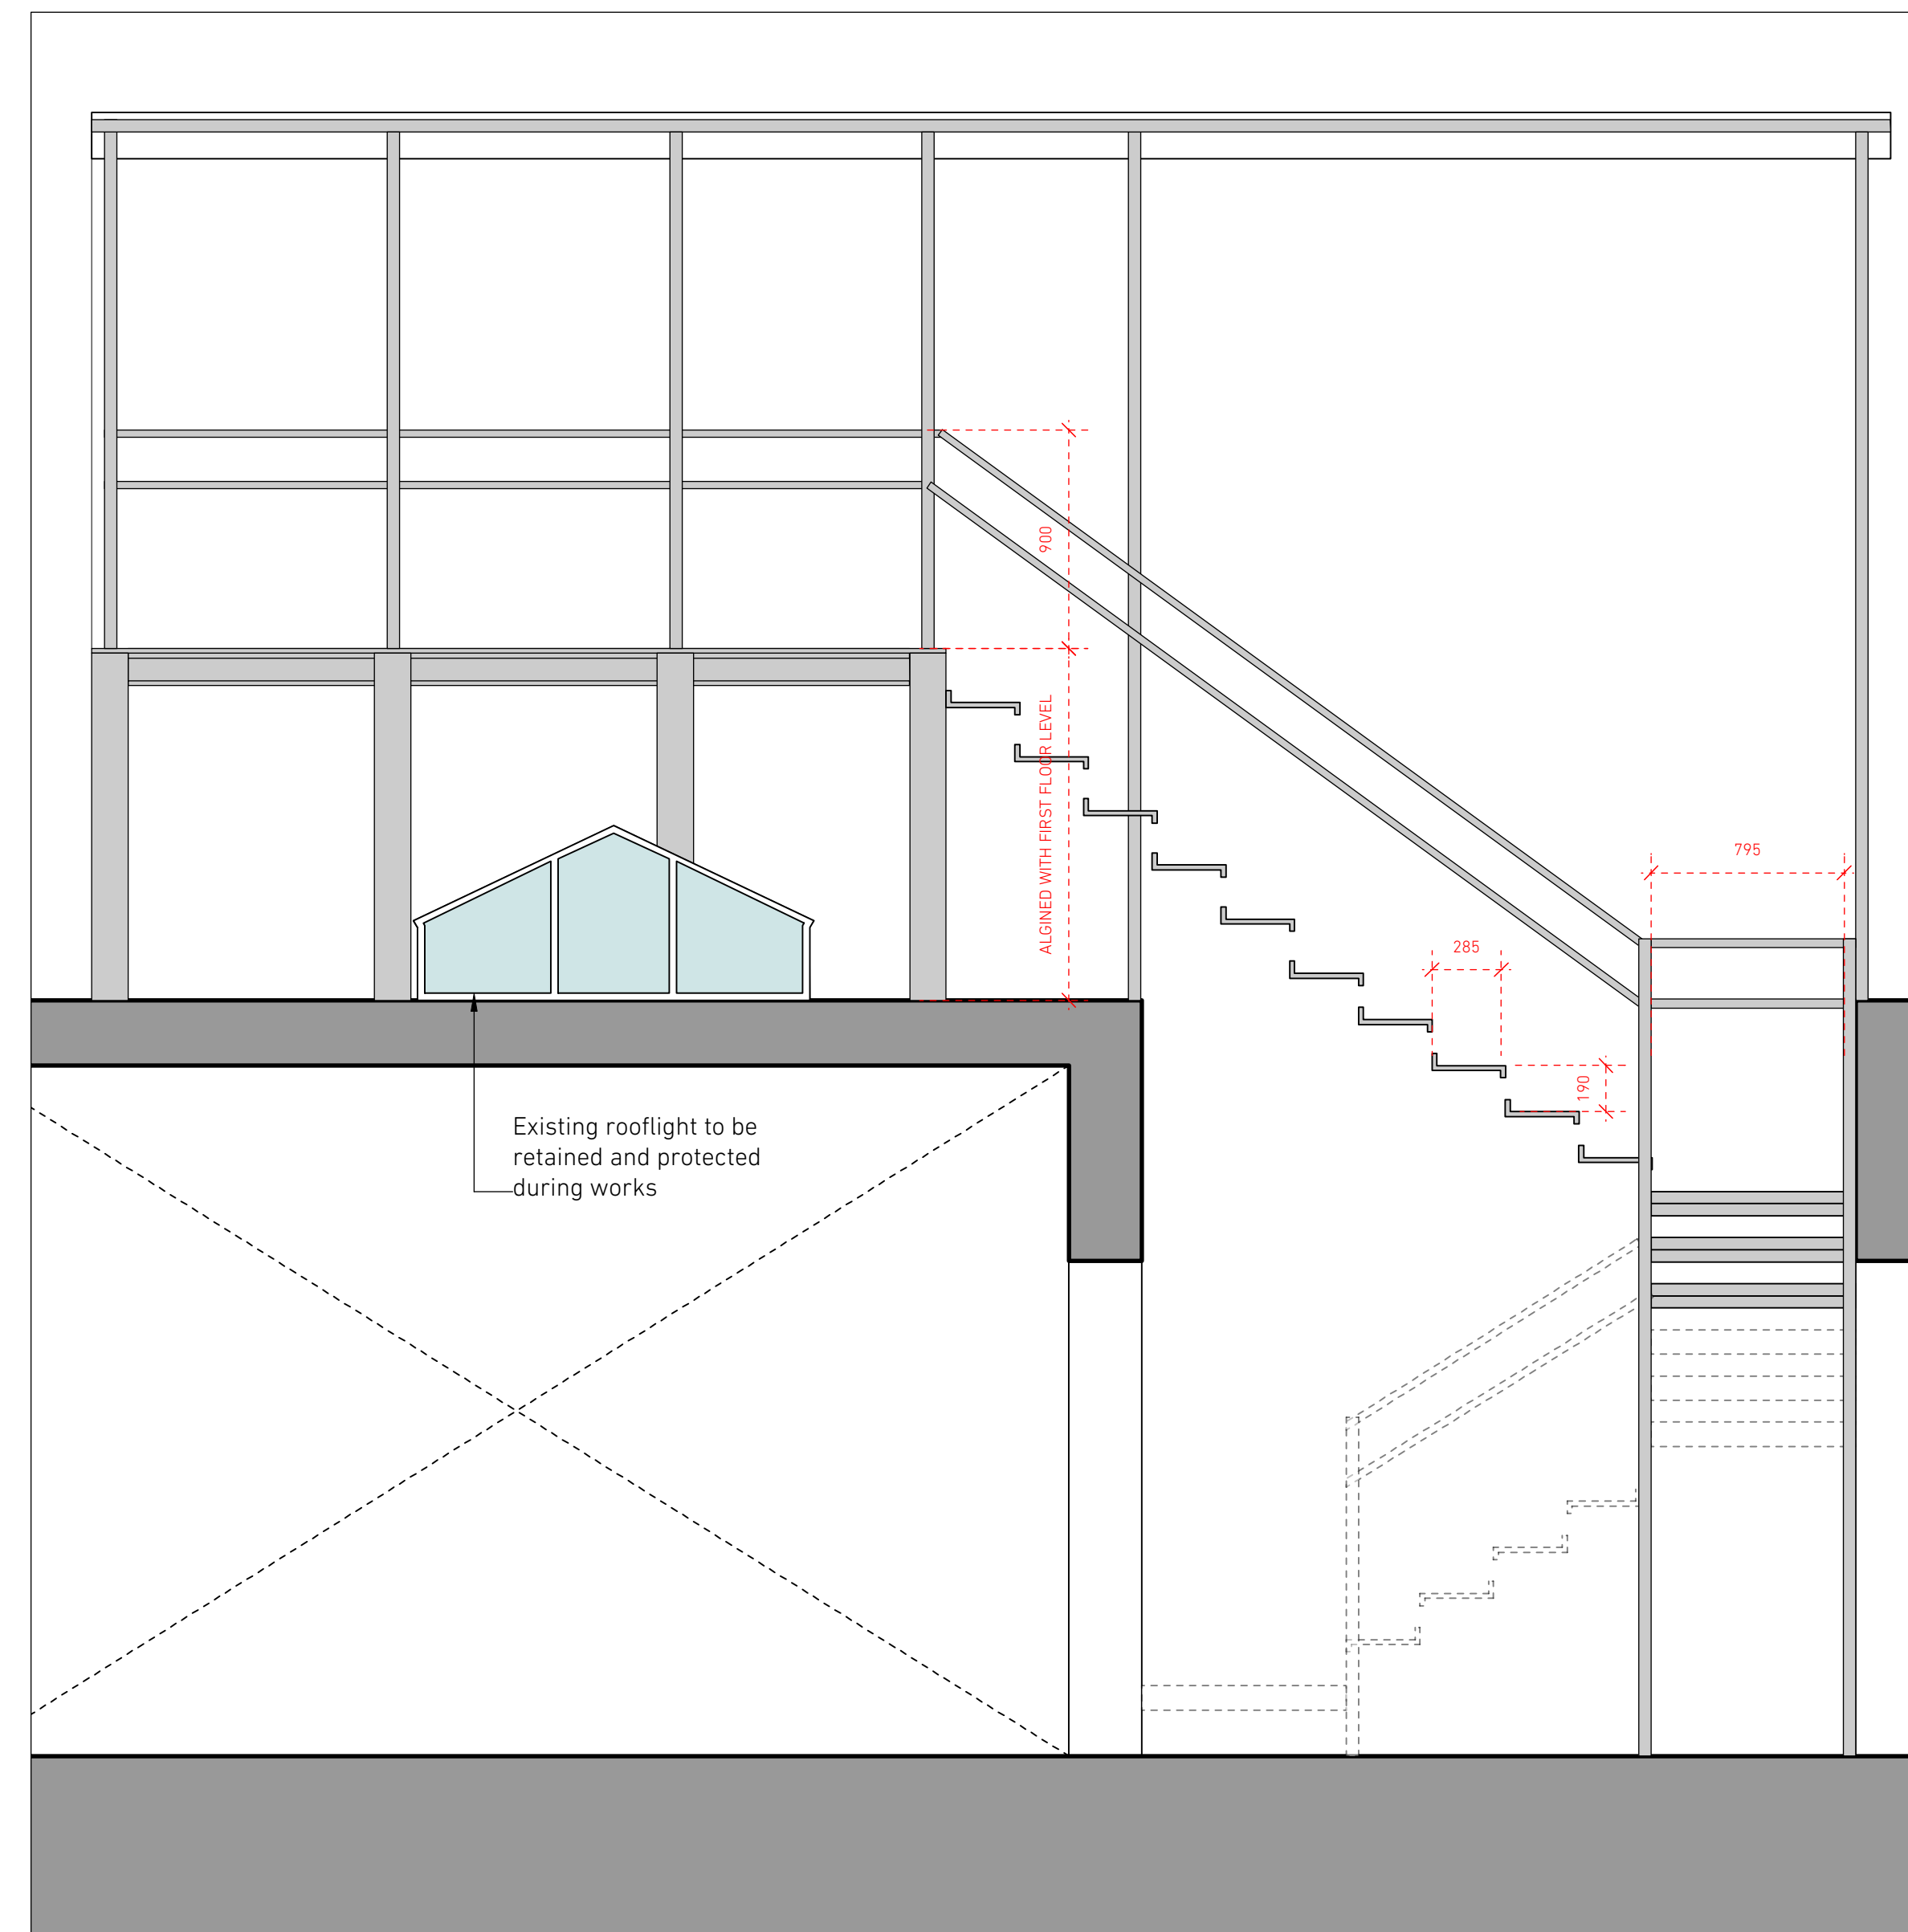 900
ALGINED WITH FIRST FLOOR LEVEL
795
285
190
Existing rooflight to be
retained and protected
during works